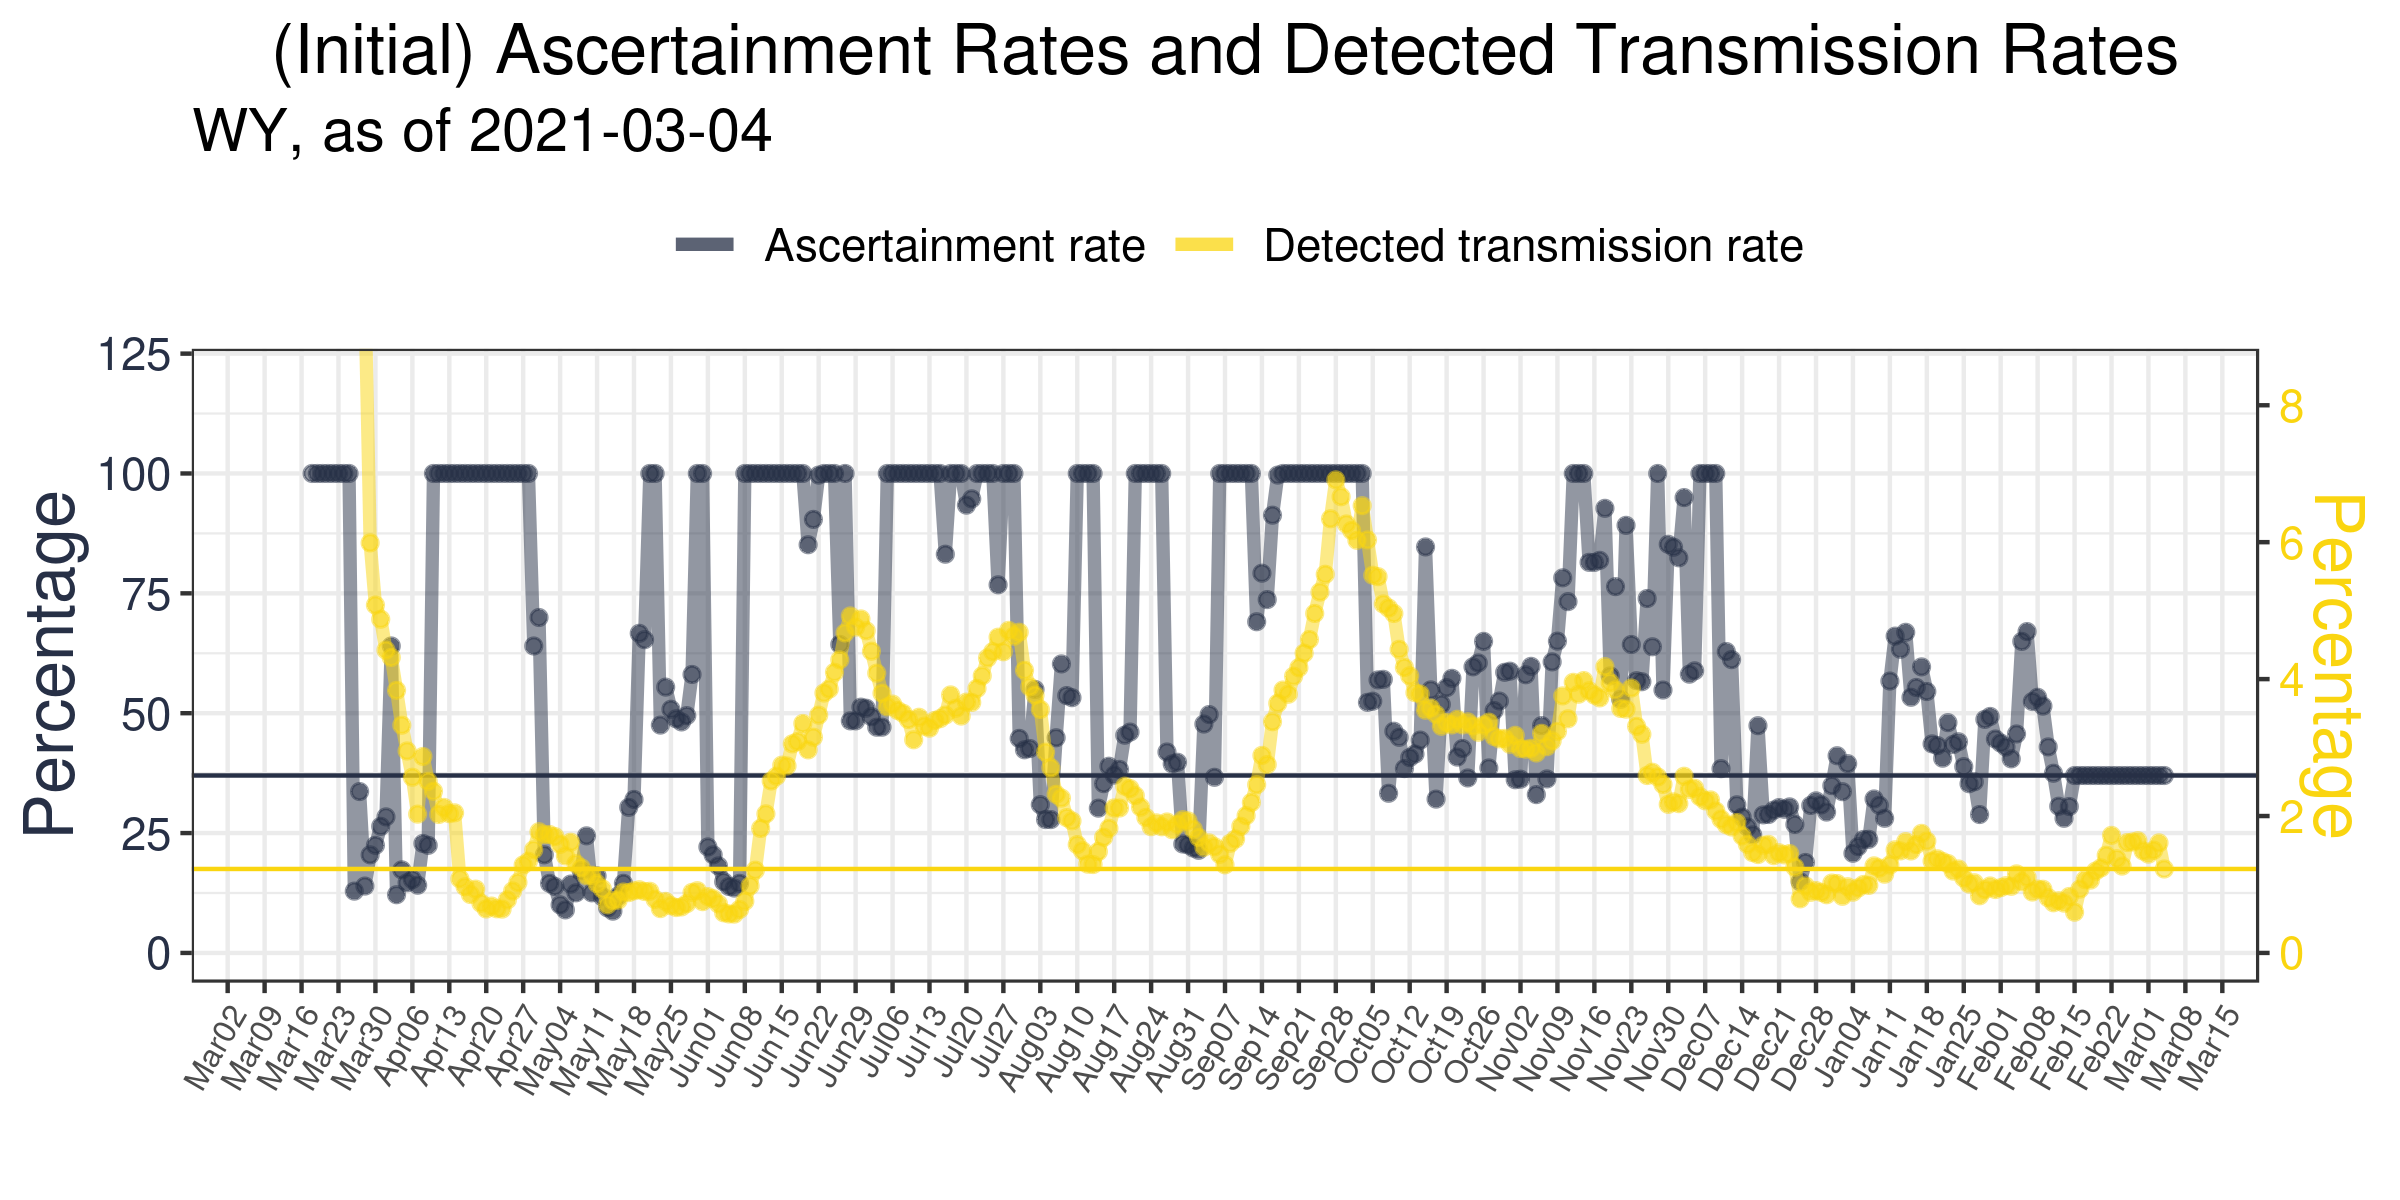 (Initial) Ascertainment Rates and Detected Transmission Rates
WY, as of 2021-03-04
Ascertainment rate
Detected transmission rate
Percentage
125
100
75
50
25
0
8
6
4
2
0
Percentage
Mar02
Mar09
Mar16
Mar23
Mar30
Apr06
Apr13
Apr20
Apr27
May04
May11
May18
May25
Jun01
Jun08
Jun15
Jun22
Jun29
Jul06
Jul13
Jul20
Jul27
Aug03
Aug10
Aug17
Aug24
Aug31
Sep07
Sep14
Sep21
Sep28
Oct05
Oct12
Oct19
Oct26
Nov02
Nov09
Nov16
Nov23
Nov30
Dec07
Dec14
Dec21
Dec28
Jan04
Jan11
Jan18
Jan25
Feb01
Feb08
Feb15
Feb22
Mar01
Mar08
Mar15